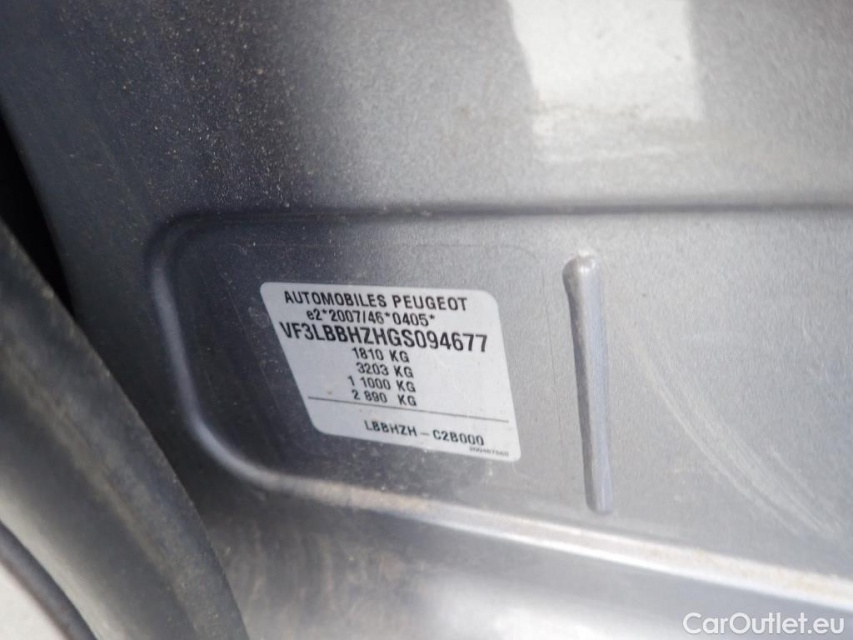 AUTOMOBILES PEUGEOT
e2*2007/46*0405*
VF3LBBHZHGS094677
1810 KG
3203 KG
1 1000 KG
2 890 KG
LBBHZH - C2B000
CarOutlet.eu